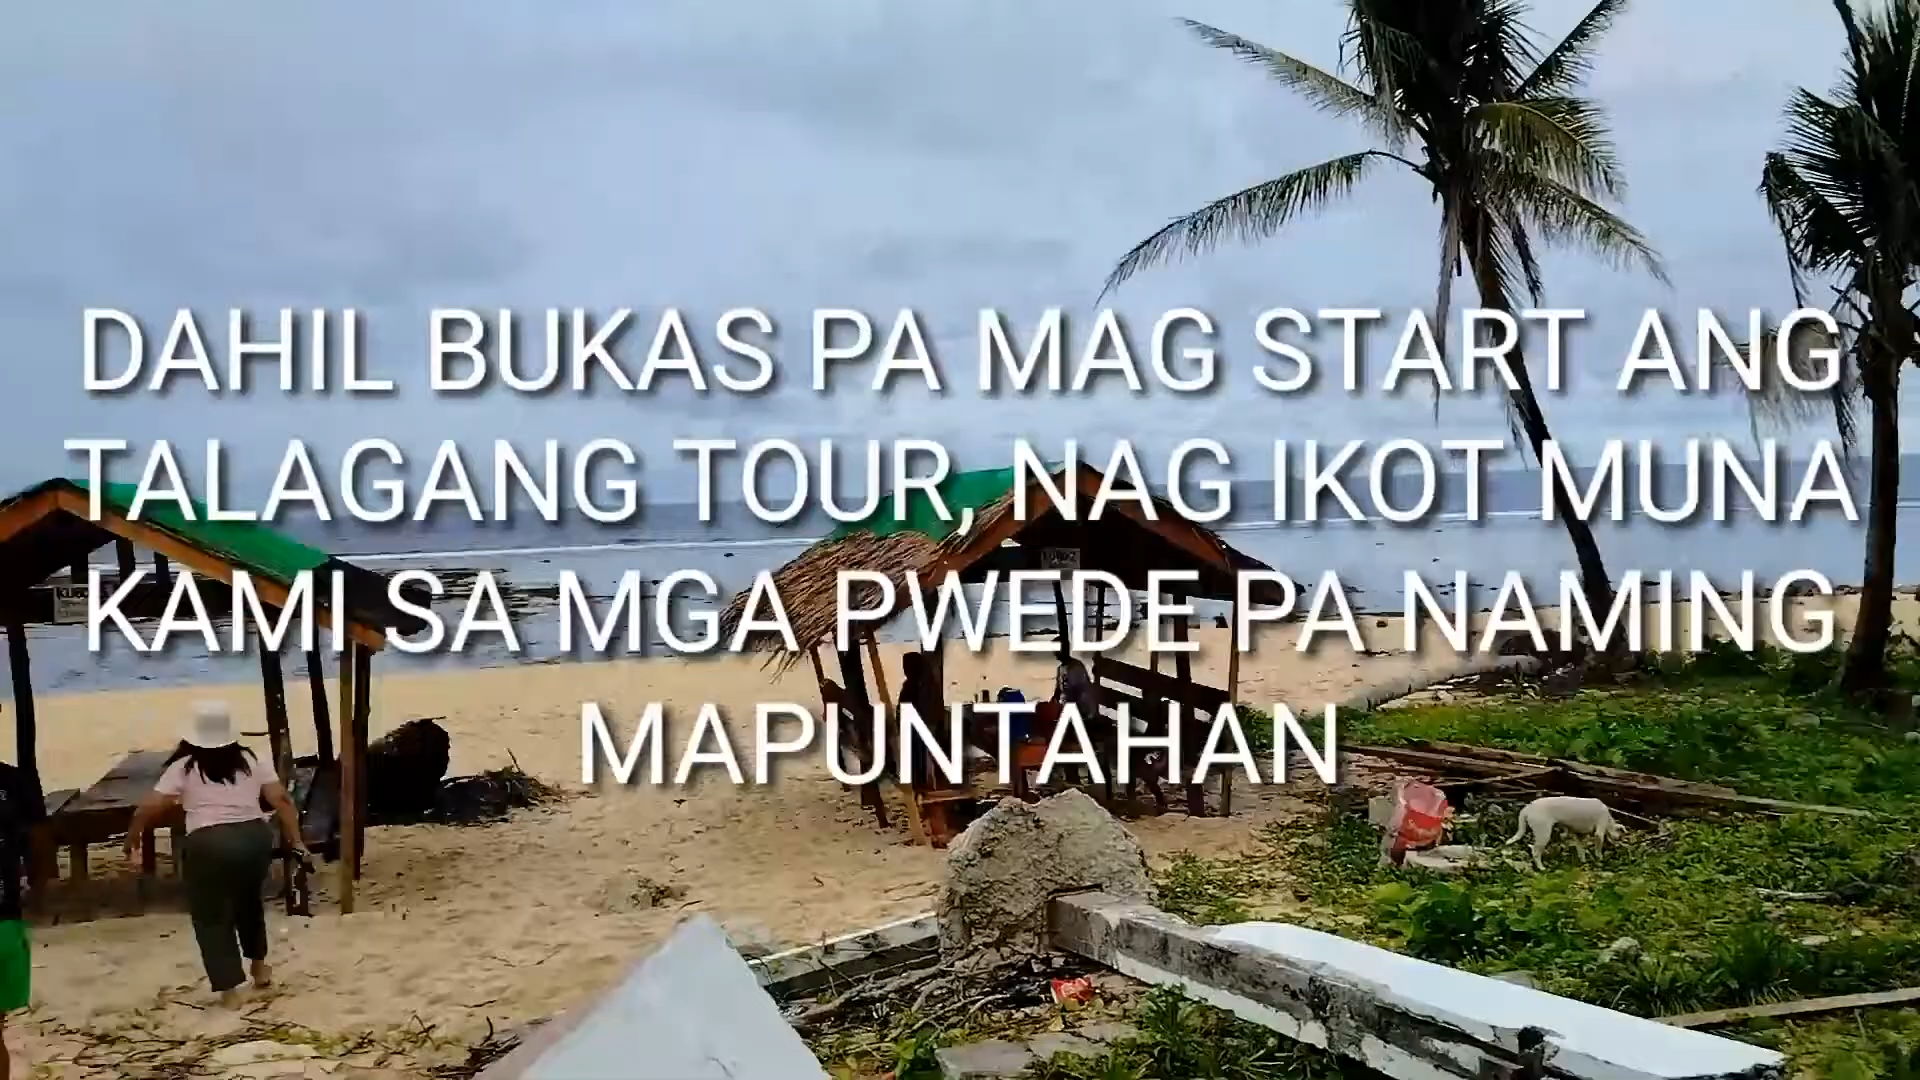 DAHIL BUKAS PA MAG START ANG
TALAGANG TOUR, NAG IKOT MUNA
KAMI SA MGA PWEDE PA NAMING
MAPUNTAHAN